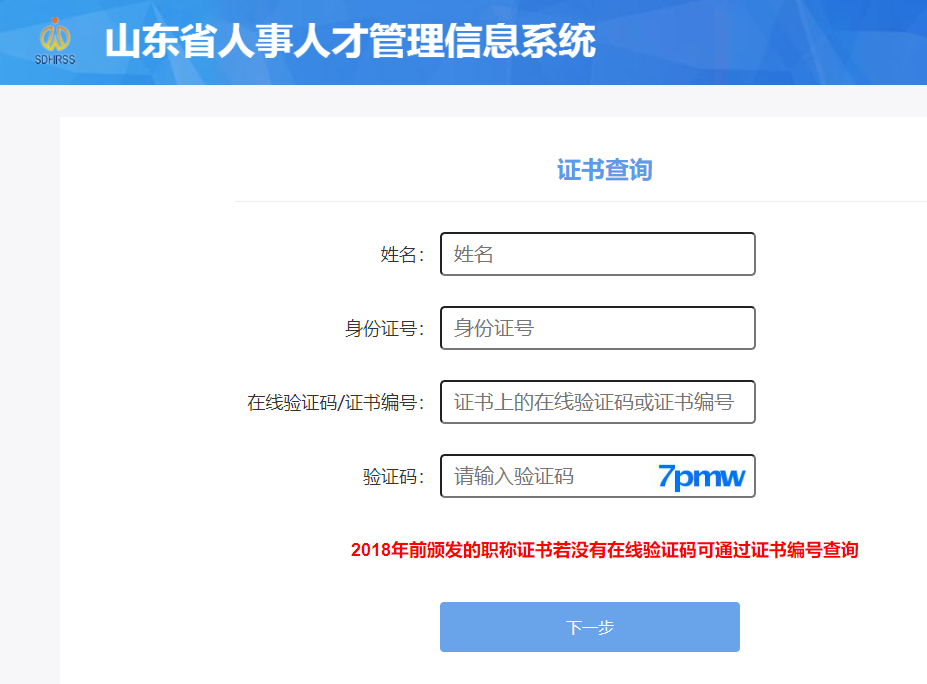 SDHRSS
山东省人事人才管理信息系统
证书查询
姓名： 姓名
身份证号： 身份证号
在线验证码/证书编号： 证书上的在线验证码或证书编号
验证码： 请输入验证码 7pmw
2018年前颁发的职称证书若没有在线验证码可通过证书编号查询
下一步